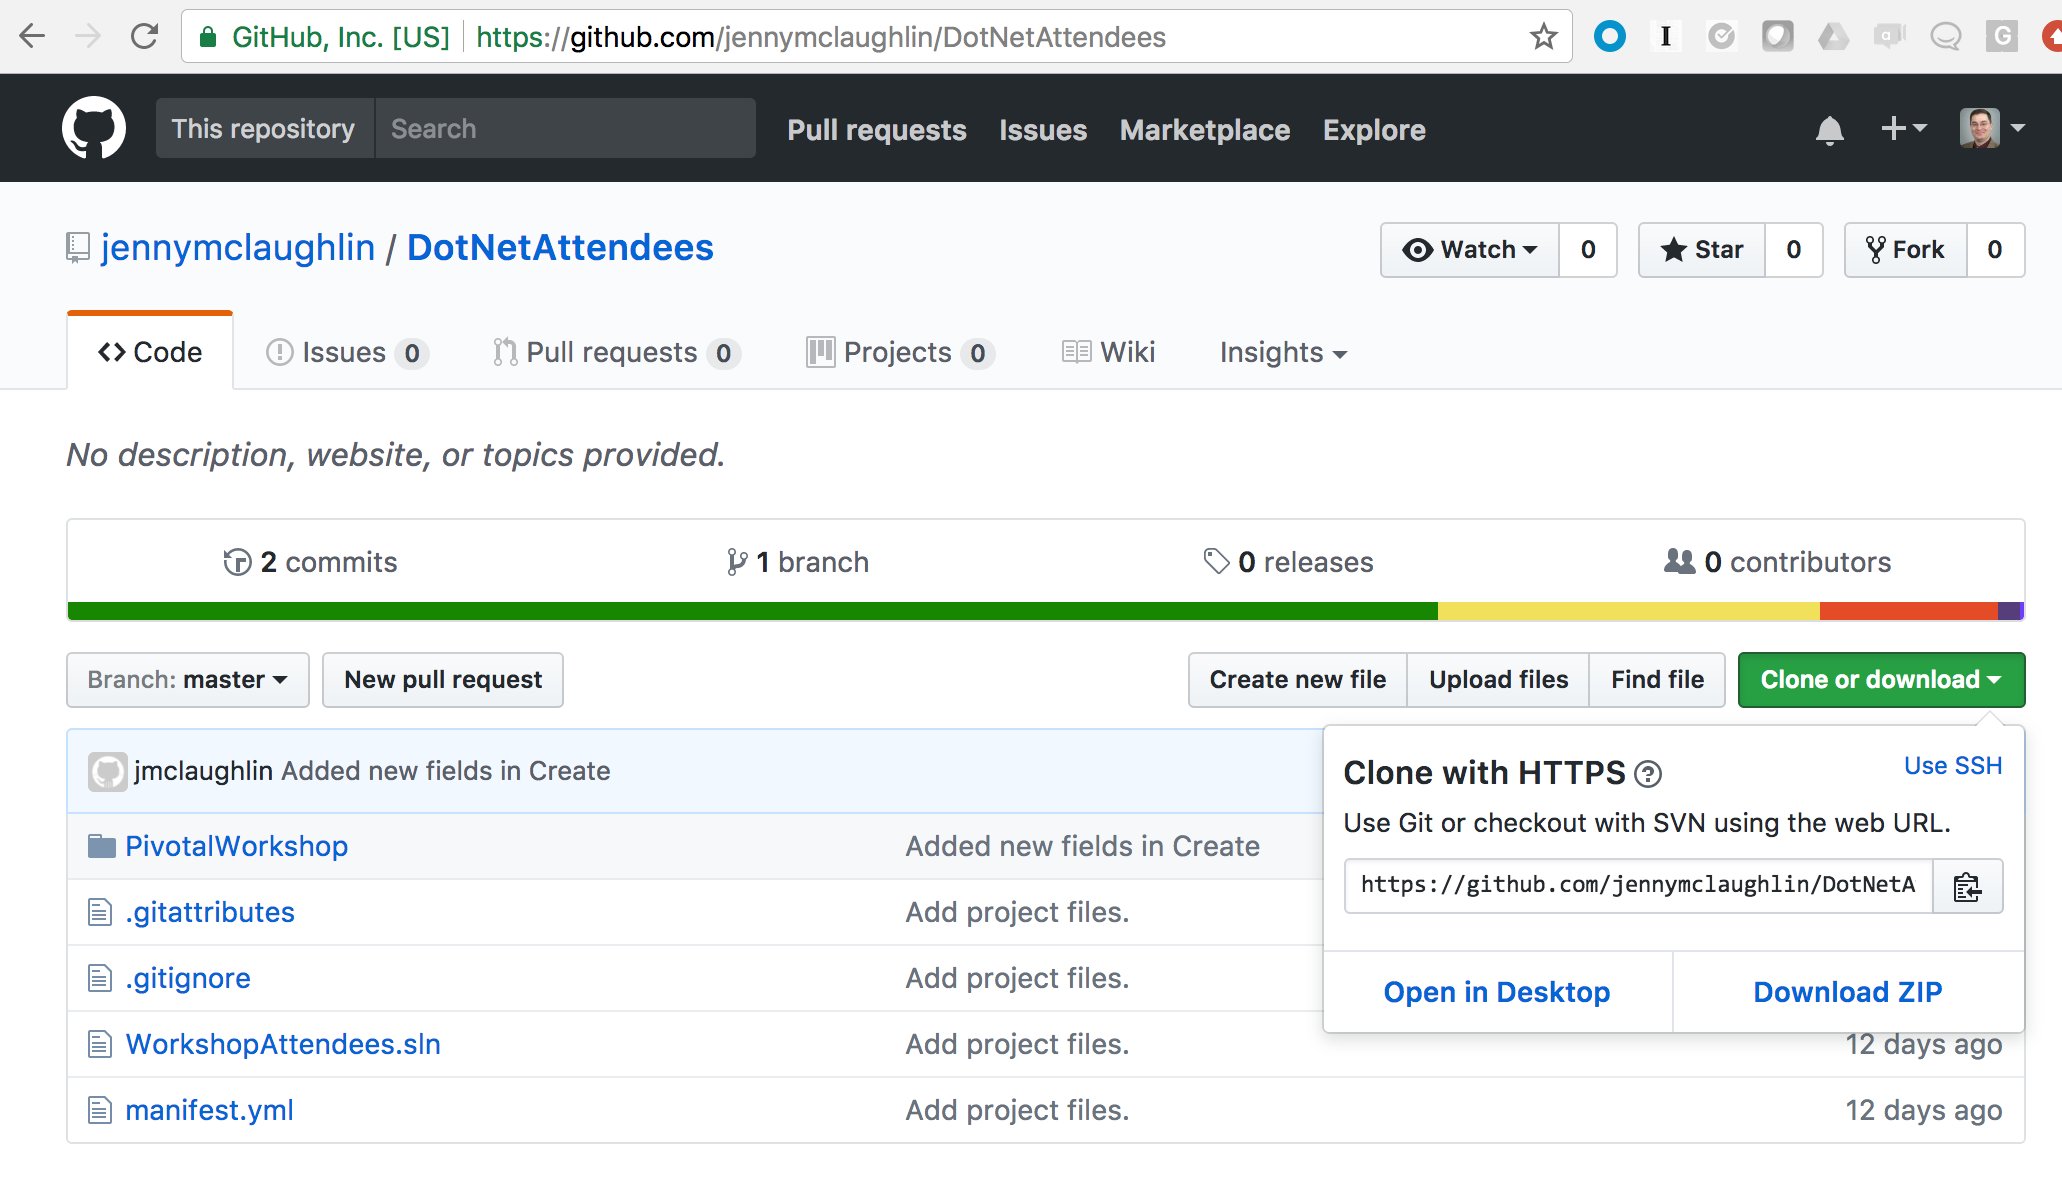 GitHub, Inc. [US] https://github.com/jennymclaughlin/DotNetAttendees
This repository Search Pull requests Issues Marketplace Explore
jennymclaughlin / DotNetAttendees Watch 0 Star 0 Fork 0
Code Issues 0 Pull requests 0 Projects 0 Wiki Insights
No description, website, or topics provided.
2 commits 1 branch 0 releases 0 contributors
Branch: master New pull request Create new file Upload files Find file Clone or download
jmclaughlin Added new fields in Create
PivotalWorkshop Added new fields in Create
.gitattributes Add project files.
.gitignore Add project files.
WorkshopAttendees.sln Add project files. 12 days ago
manifest.yml Add project files. 12 days ago
Clone with HTTPS Use SSH
Use Git or checkout with SVN using the web URL.
https://github.com/jennymclaughlin/DotNetA
Open in Desktop Download ZIP